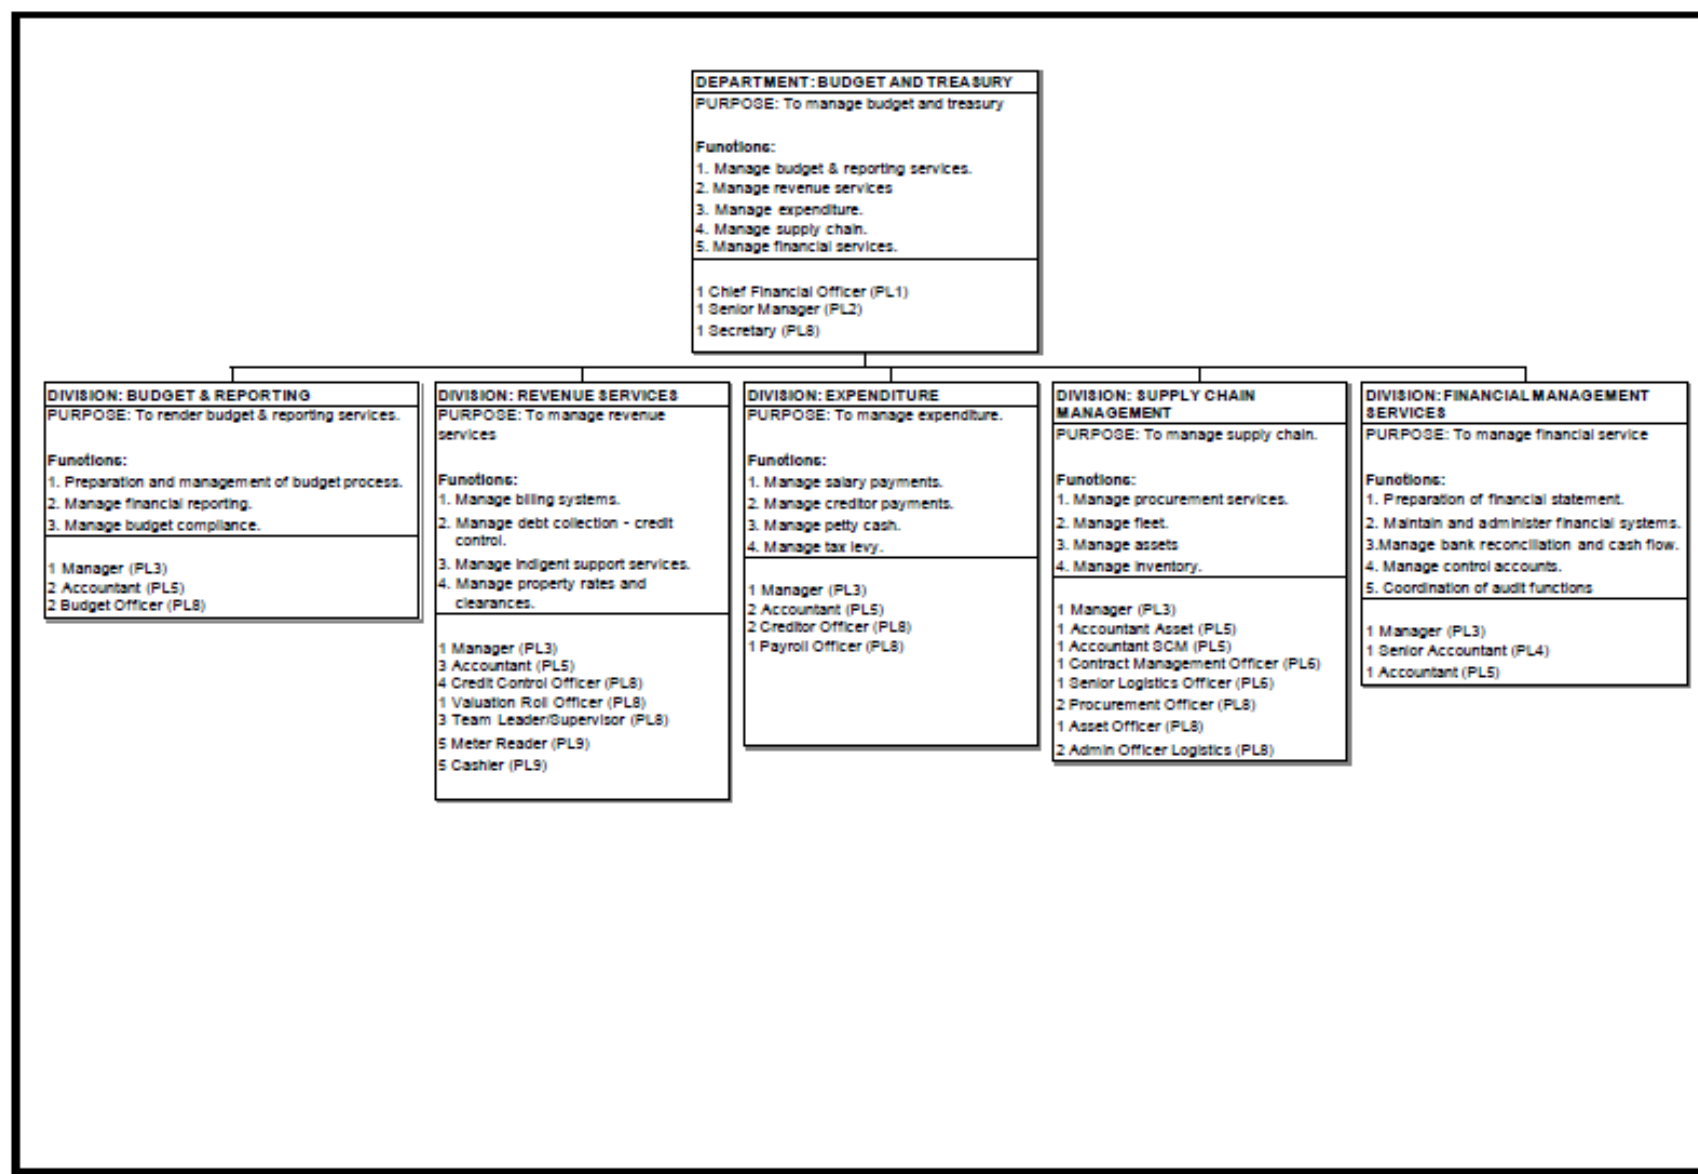 DEPARTMENT: BUDGET AND TREASURY
PURPOSE: To manage budget and treasury
Functions:
1. Manage budget & reporting services.
2. Manage revenue services
3. Manage expenditure.
4. Manage supply chain.
5. Manage financial services.
1 Chief Financial Officer (PL1)
1 Senior Manager (PL2)
1 Secretary (PL8)
DIVISION: BUDGET & REPORTING
PURPOSE: To render budget & reporting services.
Functions:
1. Preparation and management of budget process.
2. Manage financial reporting.
3. Manage budget compliance.
1 Manager (PL3)
2 Accountant (PL5)
2 Budget Officer (PL8)
DIVISION: REVENUE SERVICES
PURPOSE: To manage revenue
services
Functions:
1. Manage billing systems.
2. Manage debt collection - credit
control.
3. Manage indigent support services.
4. Manage property rates and
clearances.
1 Manager (PL3)
3 Accountant (PL5)
4 Credit Control Officer (PL8)
1 Valuation Roll Officer (PL8)
3 Team Leader/Supervisor (PL8)
5 Meter Reader (PL9)
5 Cashier (PL9)
DIVISION: EXPENDITURE
PURPOSE: To manage expenditure.
Functions:
1. Manage salary payments.
2. Manage creditor payments.
3. Manage petty cash.
4. Manage tax levy.
1 Manager (PL3)
2 Accountant (PL5)
2 Creditor Officer (PL8)
1 Payroll Officer (PL8)
DIVISION: SUPPLY CHAIN
MANAGEMENT
PURPOSE: To manage supply chain.
Functions:
1. Manage procurement services.
2. Manage fleet.
3. Manage assets
4. Manage inventory.
1 Manager (PL3)
1 Accountant Asset (PL5)
1 Accountant SCM (PL5)
1 Contract Management Officer (PL6)
1 Senior Logistics Officer (PL6)
2 Procurement Officer (PL8)
1 Asset Officer (PL8)
2 Admin Officer Logistics (PL8)
DIVISION: FINANCIAL MANAGEMENT
SERVICES
PURPOSE: To manage financial service
Functions:
1. Preparation of financial statement.
2. Maintain and administer financial systems.
3.Manage bank reconciliation and cash flow.
4. Manage control accounts.
5. Coordination of audit functions
1 Manager (PL3)
1 Senior Accountant (PL4)
1 Accountant (PL5)